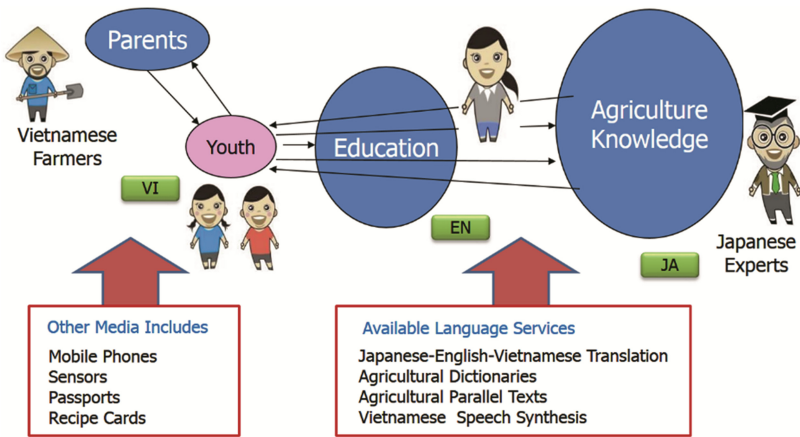 Parents
Vietnamese
Farmers
Youth
Education
Agriculture
Knowledge
VI
EN
JA
Japanese
Experts
Other Media Includes
Mobile Phones
Sensors
Passports
Recipe Cards
Available Language Services
Japanese-English-Vietnamese Translation
Agricultural Dictionaries
Agricultural Parallel Texts
Vietnamese Speech Synthesis